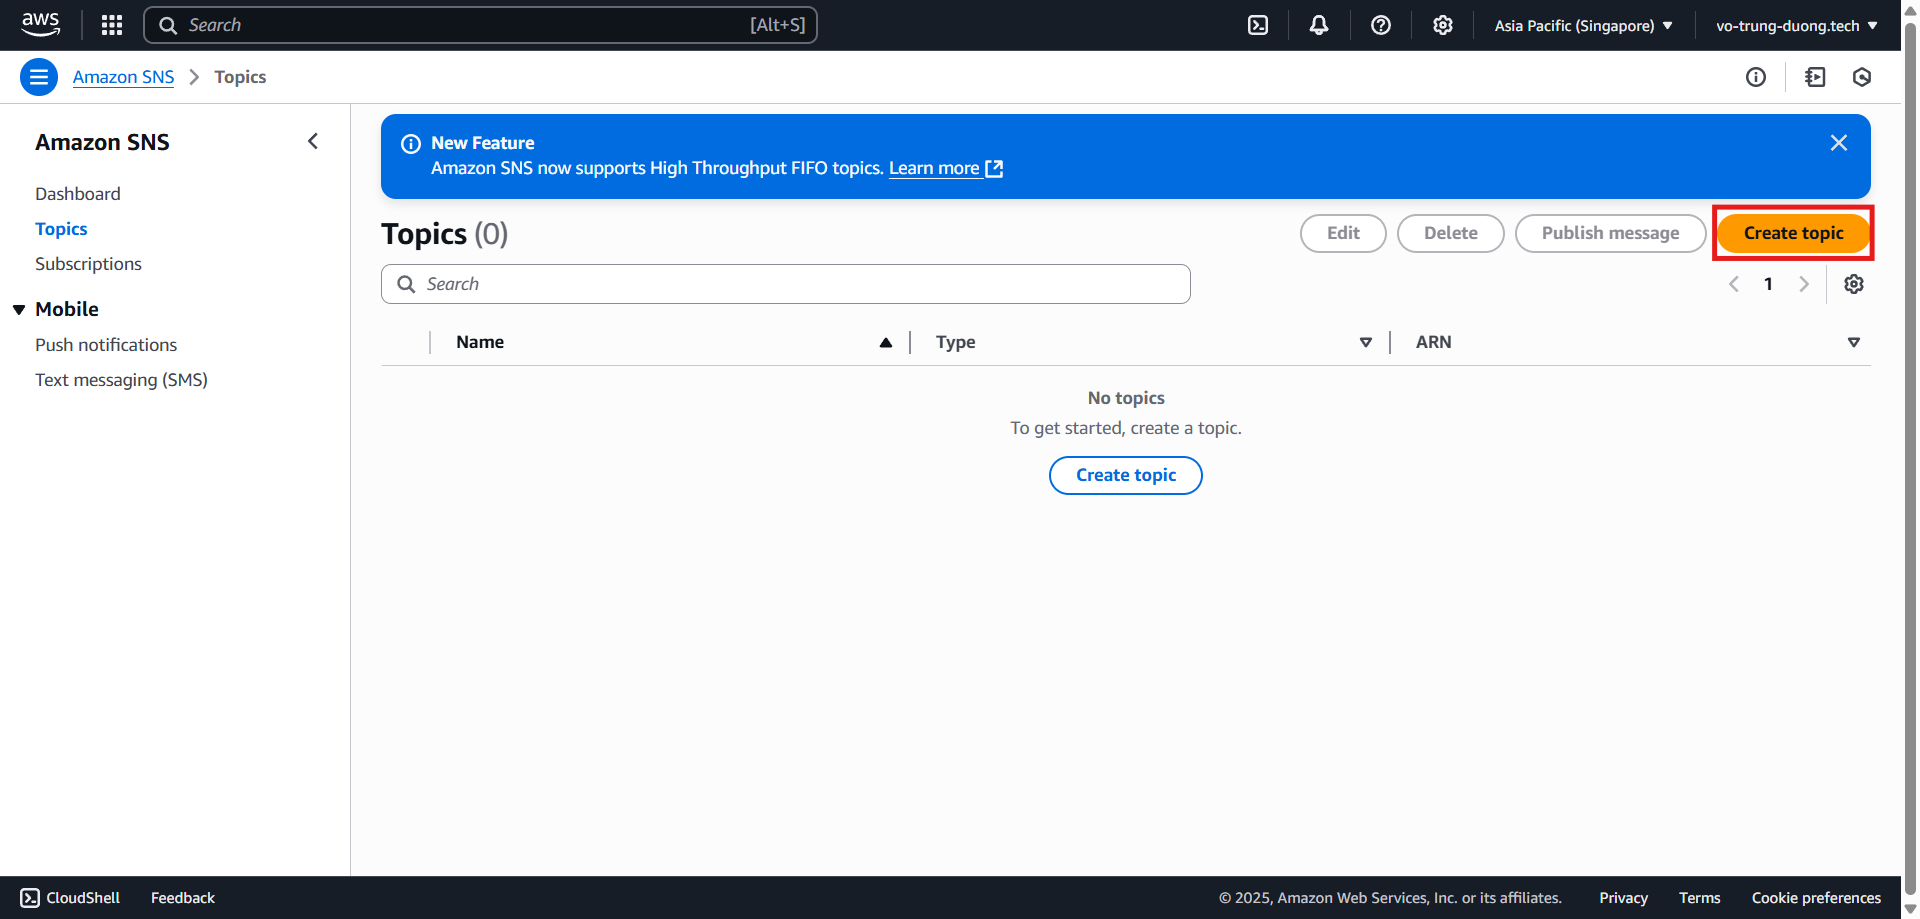 aws
Search [Alt+S]
Asia Pacific (Singapore)
vo-trung-duong.tech
Amazon SNS
Topics
Amazon SNS
Dashboard
Topics
Subscriptions
Mobile
Push notifications
Text messaging (SMS)
New Feature
Amazon SNS now supports High Throughput FIFO topics. Learn more
Topics (0)
Edit
Delete
Publish message
Create topic
Search
1
Name
Type
ARN
No topics
To get started, create a topic.
Create topic
CloudShell
Feedback
© 2025, Amazon Web Services, Inc. or its affiliates.
Privacy
Terms
Cookie preferences